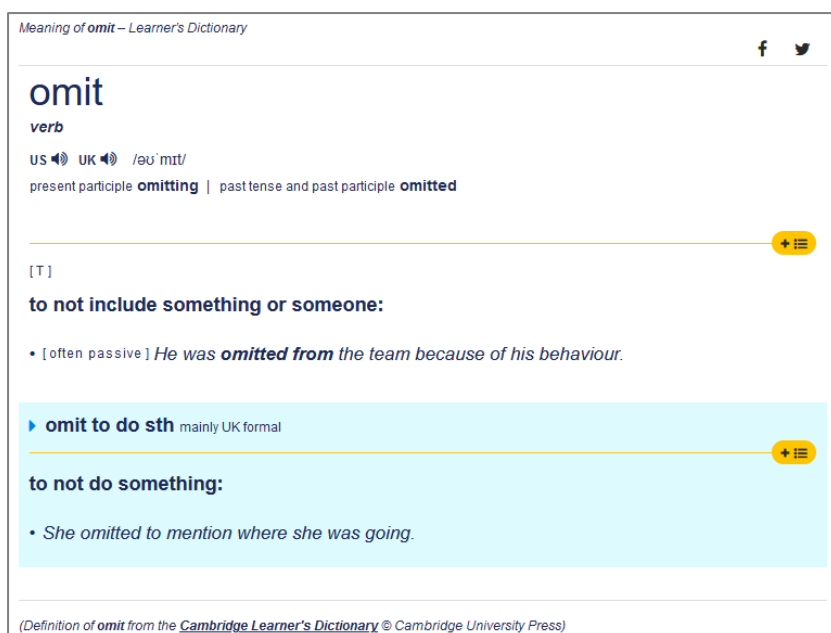 Meaning of omit – Learner's Dictionary
omit
verb
US UK /əʊˈmɪt/
present participle omitting | past tense and past participle omitted
[ T ]
to not include something or someone:
• [ often passive ] He was omitted from the team because of his behaviour.
omit to do sth mainly UK formal
to not do something:
• She omitted to mention where she was going.
(Definition of omit from the Cambridge Learner's Dictionary © Cambridge University Press)